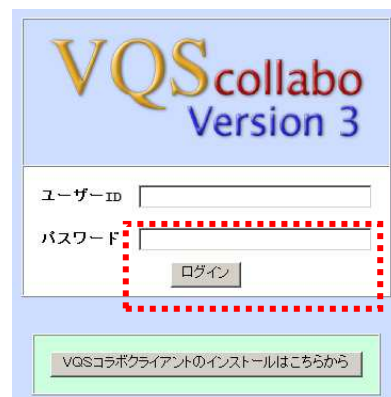 VQScollabo
Version 3
ユーザーID
パスワード
ログイン
VQSコラボクライアントのインストールはこちらから